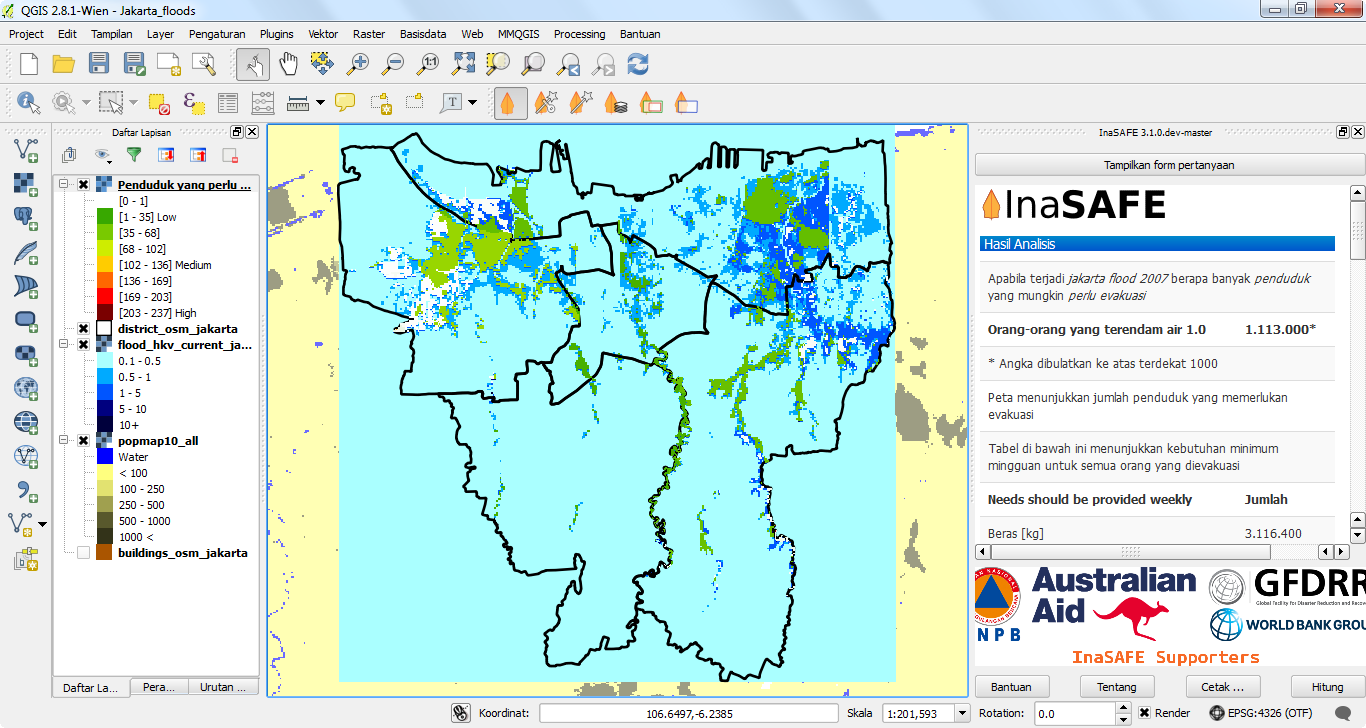 QGIS 2.8.1-Wien - Jakarta_floods
Project Edit Tampilan Layer Pengaturan Plugins Vektor Raster Basisdata Web MMQGIS Processing Bantuan
1:1
T
Daftar Lapisan
Penduduk yang perlu ...
[0 - 1]
[1 - 35] Low
[35 - 68]
[68 - 102]
[102 - 136] Medium
[136 - 169]
[169 - 203]
[203 - 237] High
district_osm_jakarta
flood_hkv_current_ja...
0.1 - 0.5
0.5 - 1
1 - 5
5 - 10
10+
popmap10_all
Water
< 100
100 - 250
250 - 500
500 - 1000
1000 <
buildings_osm_jakarta
Daftar La... Pera... Urutan ...
InaSAFE 3.1.0.dev-master
Tampilkan form pertanyaan
InaSAFE
Hasil Analisis
Apabila terjadi jakarta flood 2007 berapa banyak penduduk
yang mungkin perlu evakuasi
Orang-orang yang terendam air 1.0 1.113.000*
* Angka dibulatkan ke atas terdekat 1000
Peta menunjukkan jumlah penduduk yang memerlukan
evakuasi
Tabel di bawah ini menunjukkan kebutuhan minimum
mingguan untuk semua orang yang dievakuasi
Needs should be provided weekly Jumlah
Beras [kg] 3.116.400
NPB
Australian
Aid
GFDRR
Global Facility for Disaster Reduction and Recov
WORLD BANK GROU
InaSAFE Supporters
Bantuan Tentang Cetak ... Hitung
Koordinat: 106.6497,-6.2385 Skala 1:201,593 Rotation: 0.0 Render EPSG:4326 (OTF)